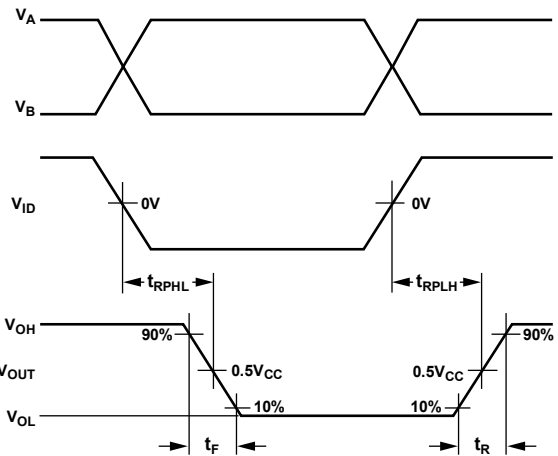 VA
VB
VID
0V
0V
tRPHL
tRPLH
VOH
90%
90%
VOUT
0.5VCC
0.5VCC
VOL
10%
10%
tF
tR